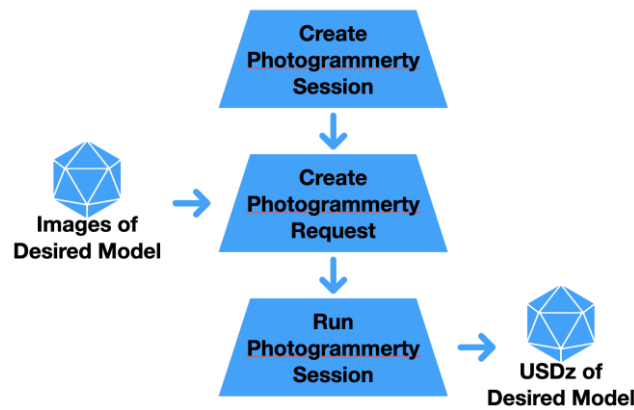 Create
Photogrammerty
Session
Create
Photogrammerty
Request
Images of
Desired Model
Run
Photogrammerty
Session
USDz of
Desired Model